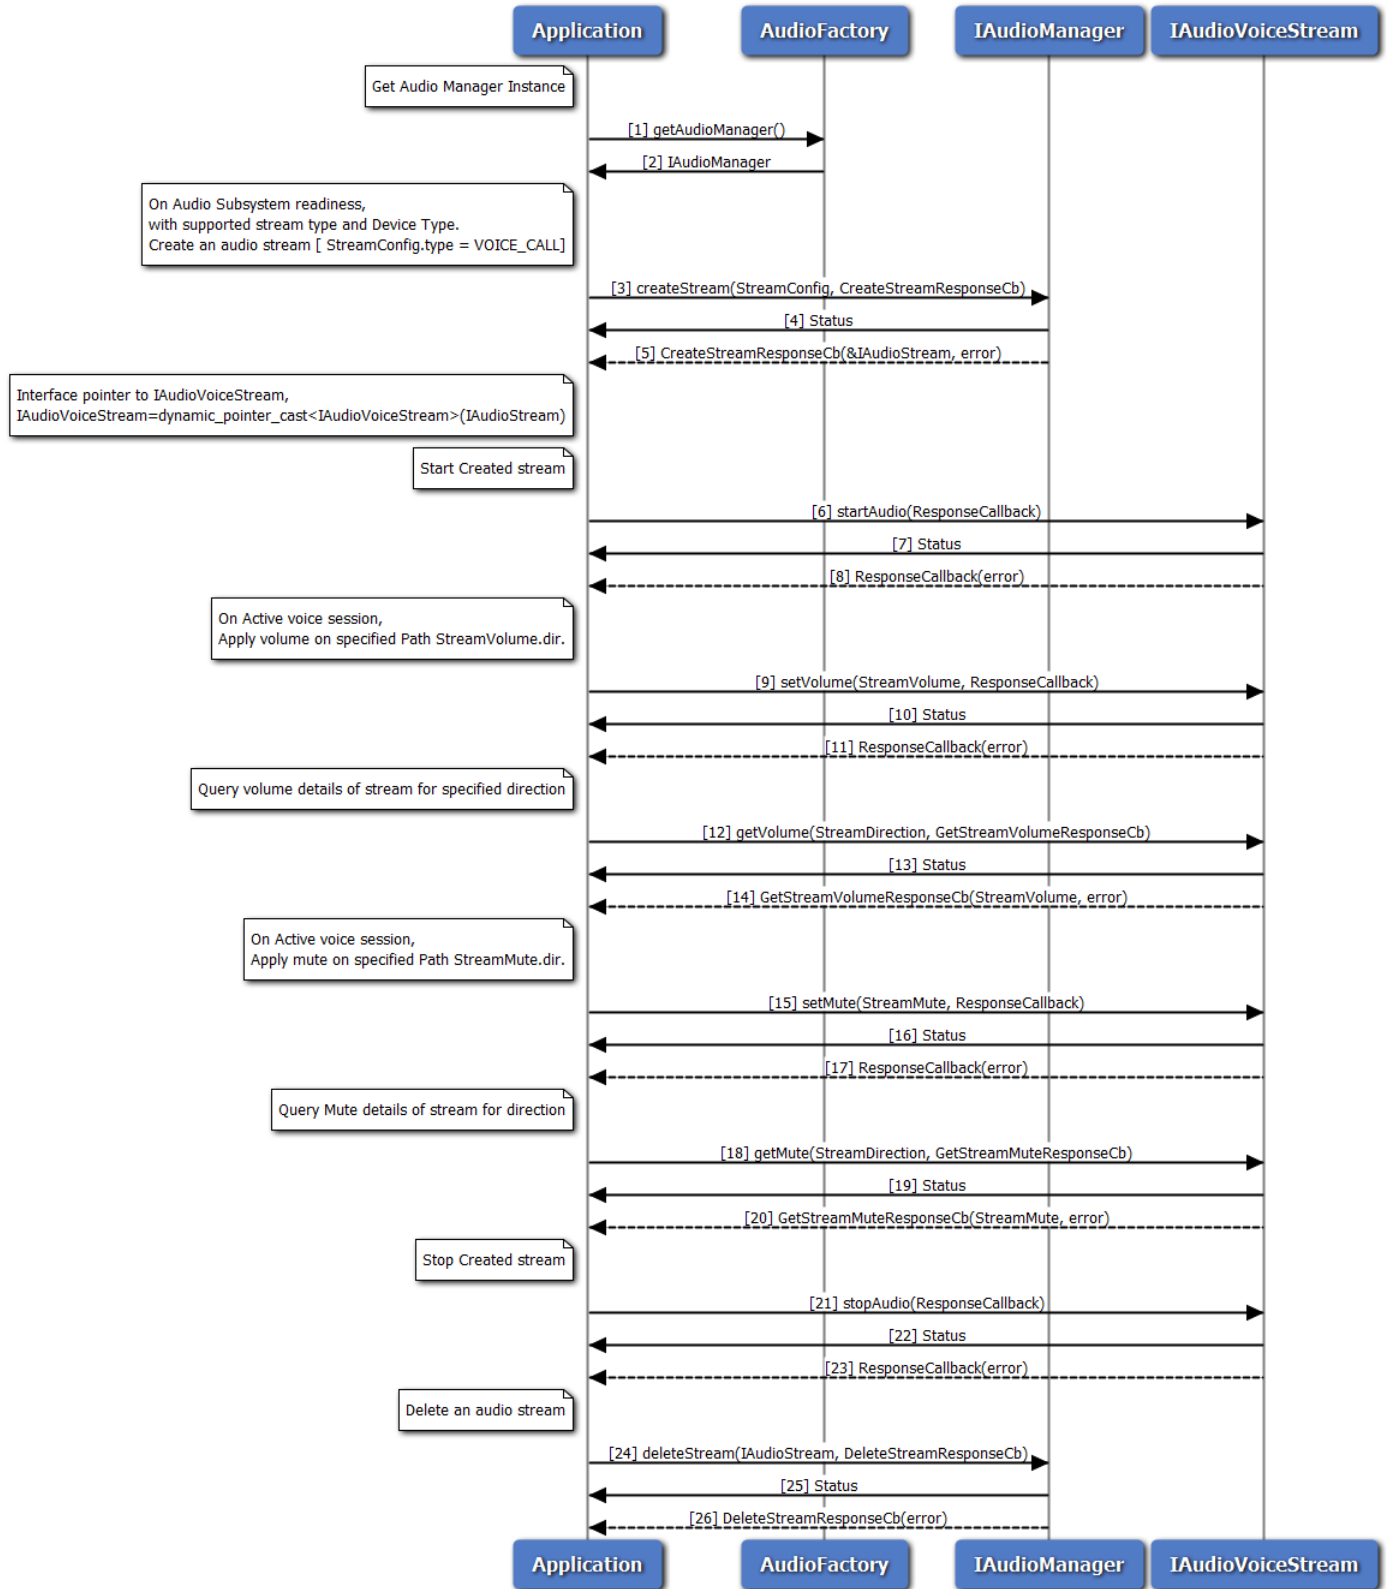 Application
AudioFactory
IAudioManager
IAudioVoiceStream
Get Audio Manager Instance
[1] getAudioManager()
[2] IAudioManager
On Audio Subsystem readiness,
with supported stream type and Device Type.
Create an audio stream [ StreamConfig.type = VOICE_CALL]
[3] createStream(StreamConfig, CreateStreamResponseCb)
[4] Status
[5] CreateStreamResponseCb(&IAudioStream, error)
Interface pointer to IAudioVoiceStream,
IAudioVoiceStream=dynamic_pointer_cast<IAudioVoiceStream>(IAudioStream)
Start Created stream
[6] startAudio(ResponseCallback)
[7] Status
[8] ResponseCallback(error)
On Active voice session,
Apply volume on specified Path StreamVolume.dir.
[9] setVolume(StreamVolume, ResponseCallback)
[10] Status
[11] ResponseCallback(error)
Query volume details of stream for specified direction
[12] getVolume(StreamDirection, GetStreamVolumeResponseCb)
[13] Status
[14] GetStreamVolumeResponseCb(StreamVolume, error)
On Active voice session,
Apply mute on specified Path StreamMute.dir.
[15] setMute(StreamMute, ResponseCallback)
[16] Status
[17] ResponseCallback(error)
Query Mute details of stream for direction
[18] getMute(StreamDirection, GetStreamMuteResponseCb)
[19] Status
[20] GetStreamMuteResponseCb(StreamMute, error)
Stop Created stream
[21] stopAudio(ResponseCallback)
[22] Status
[23] ResponseCallback(error)
Delete an audio stream
[24] deleteStream(IAudioStream, DeleteStreamResponseCb)
[25] Status
[26] DeleteStreamResponseCb(error)
Application
AudioFactory
IAudioManager
IAudioVoiceStream